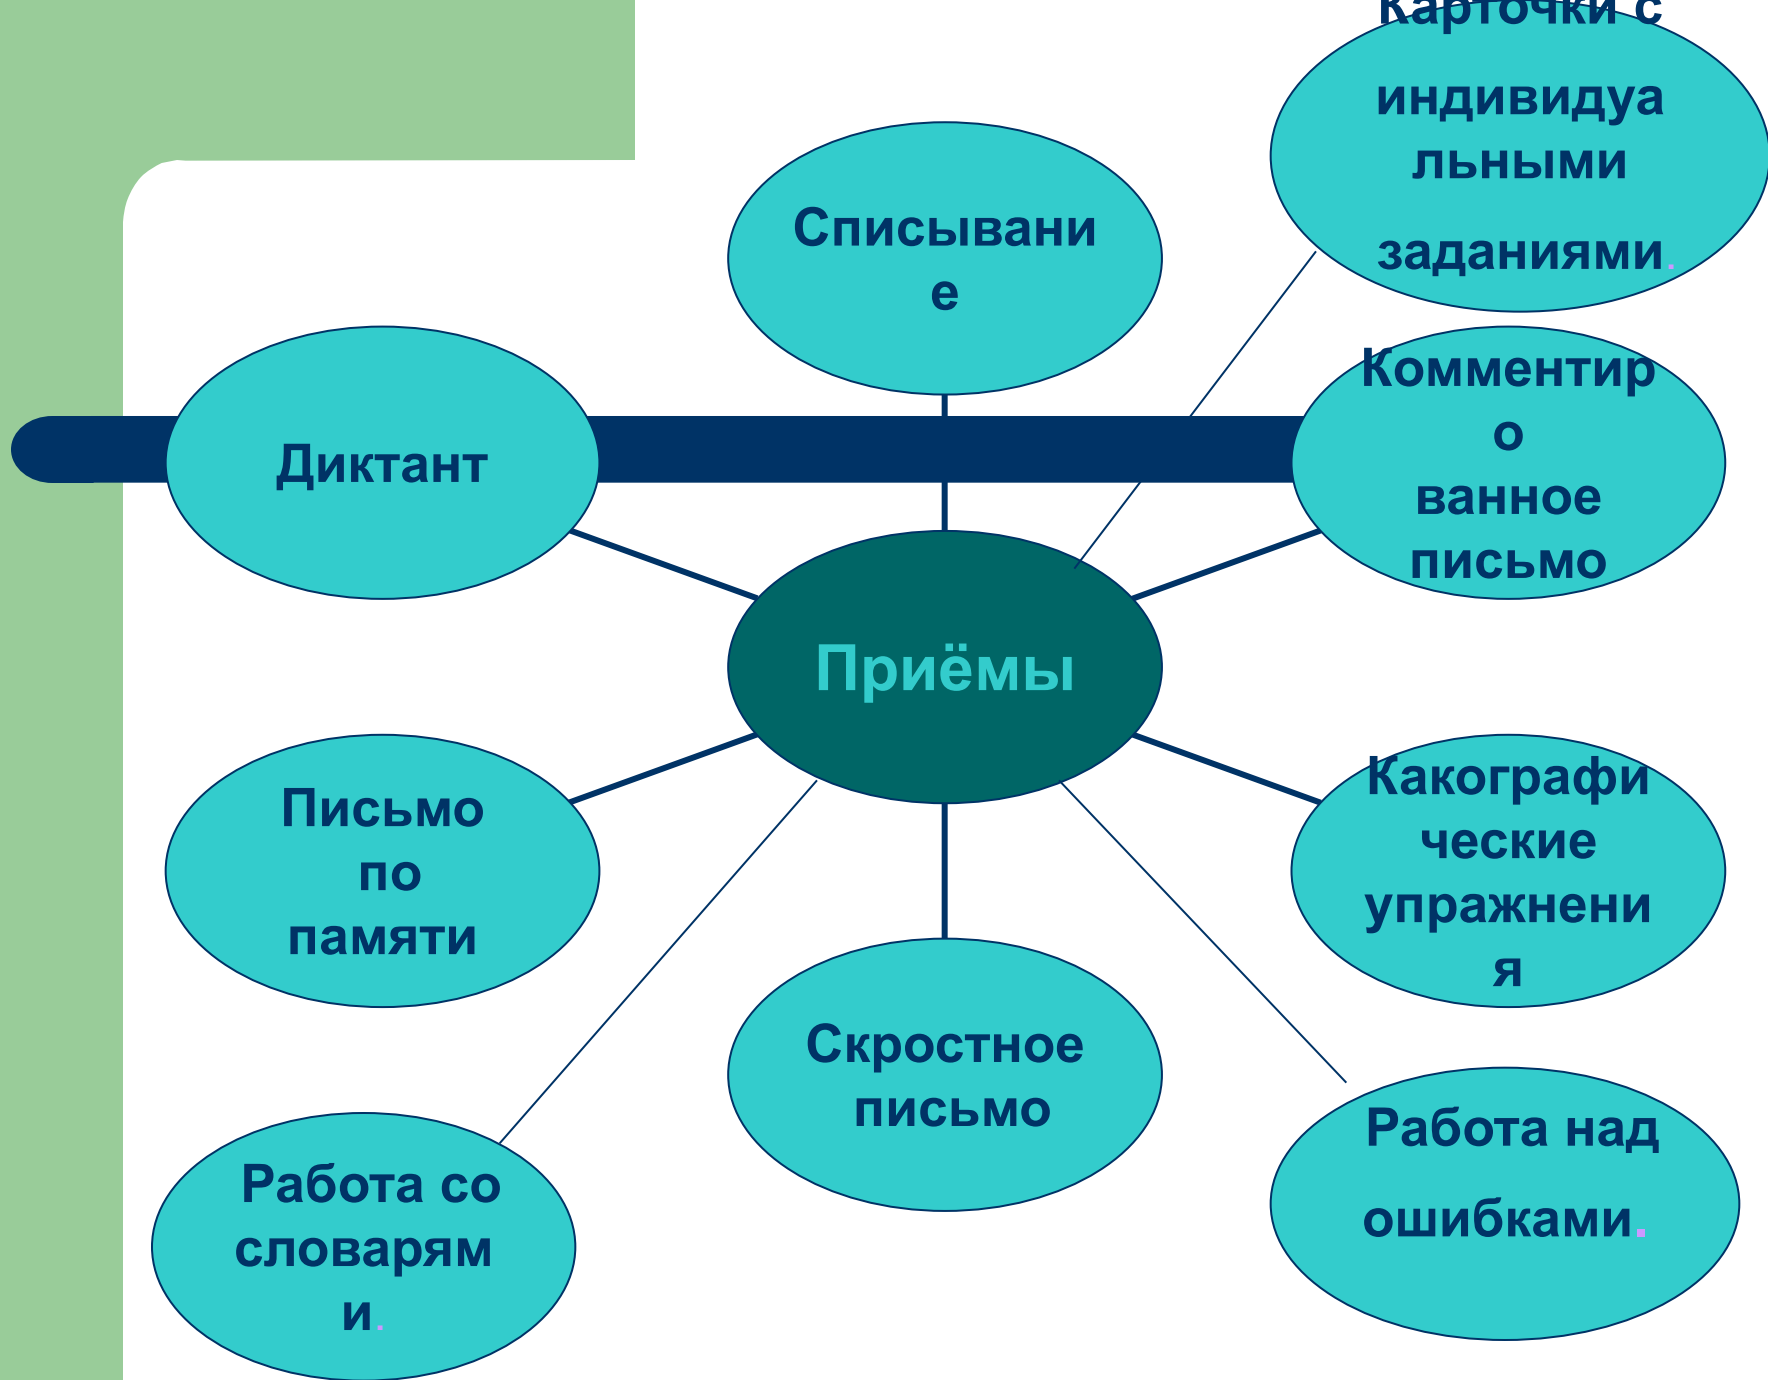 Карточки с
индивидуа
льными
заданиями.
Списывани
е
Диктант
Комментир
о
ванное
письмо
Приёмы
Письмо
по
памяти
Какографи
ческие
упражнени
я
Скростное
письмо
Работа со
словарям
и.
Работа над
ошибками.